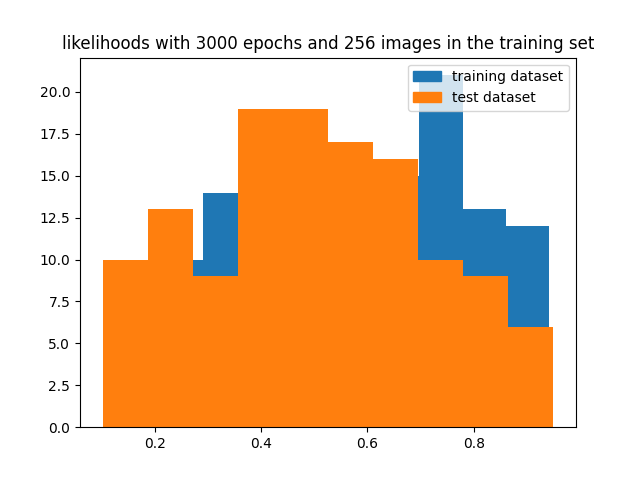 likelihoods with 3000 epochs and 256 images in the training set
training dataset
test dataset
20.0
17.5
15.0
12.5
10.0
7.5
5.0
2.5
0.0
0.2 0.4 0.6 0.8